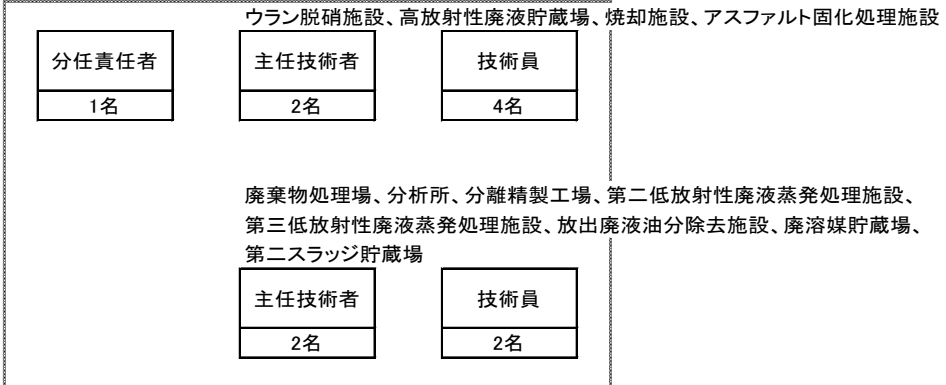 ウラン脱硝施設、高放射性廃液貯蔵場、焼却施設、アスファルト固化処理施設
分任責任者
主任技術者
技術員
1名
2名
4名
廃棄物処理場、分析所、分離精製工場、第二低放射性廃液蒸発処理施設、
第三低放射性廃液蒸発処理施設、放出廃液油分除去施設、廃溶媒貯蔵場、
第二スラッジ貯蔵場
主任技術者
技術員
2名
2名